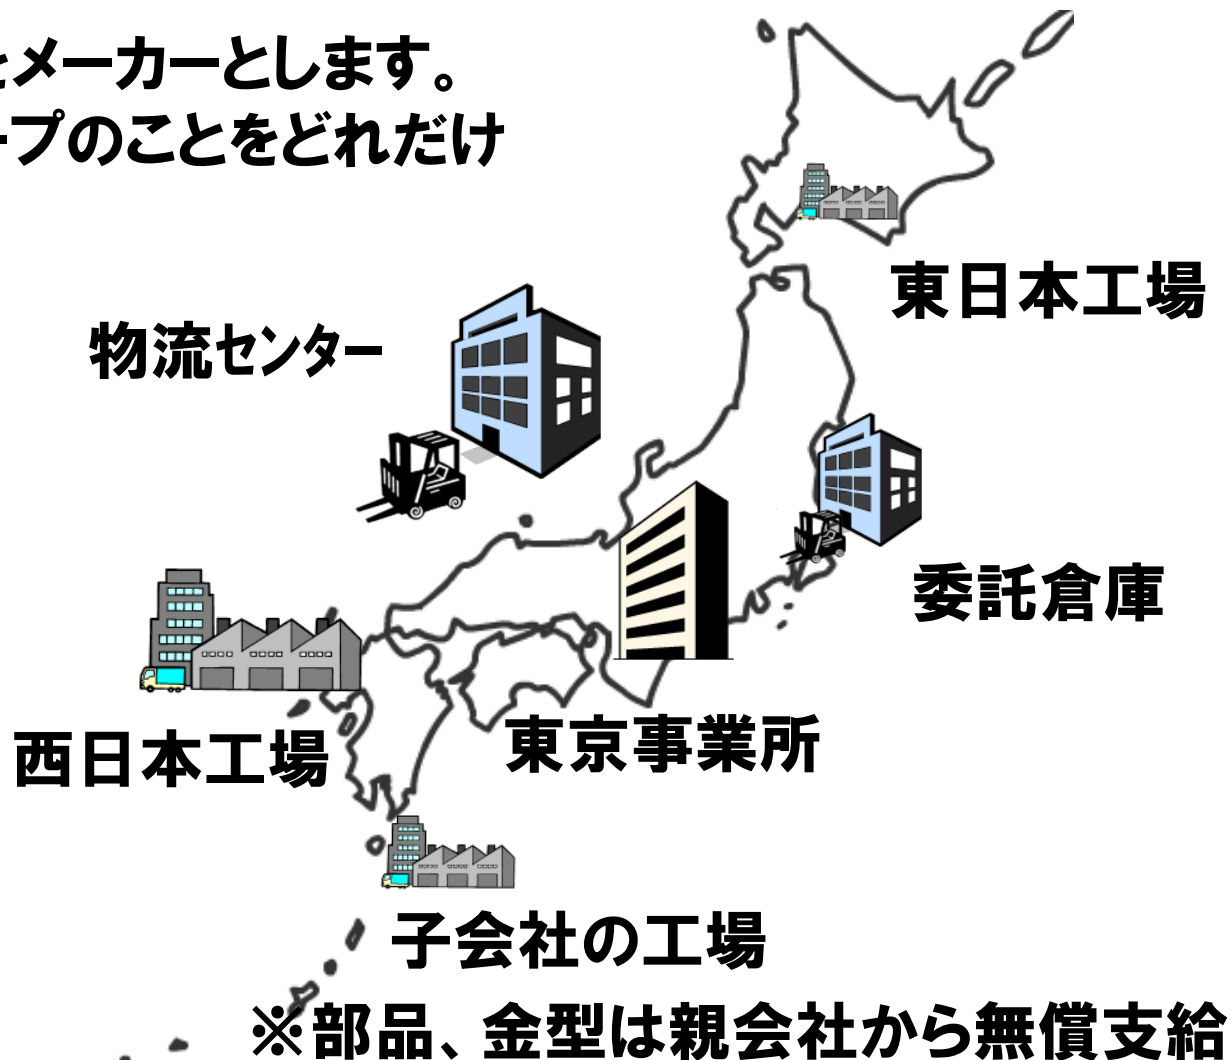 とメーカーとします。
ープのことをどれだけ
東日本工場
物流センター
委託倉庫
東京事業所
西日本工場
子会社の工場
※部品、金型は親会社から無償支給